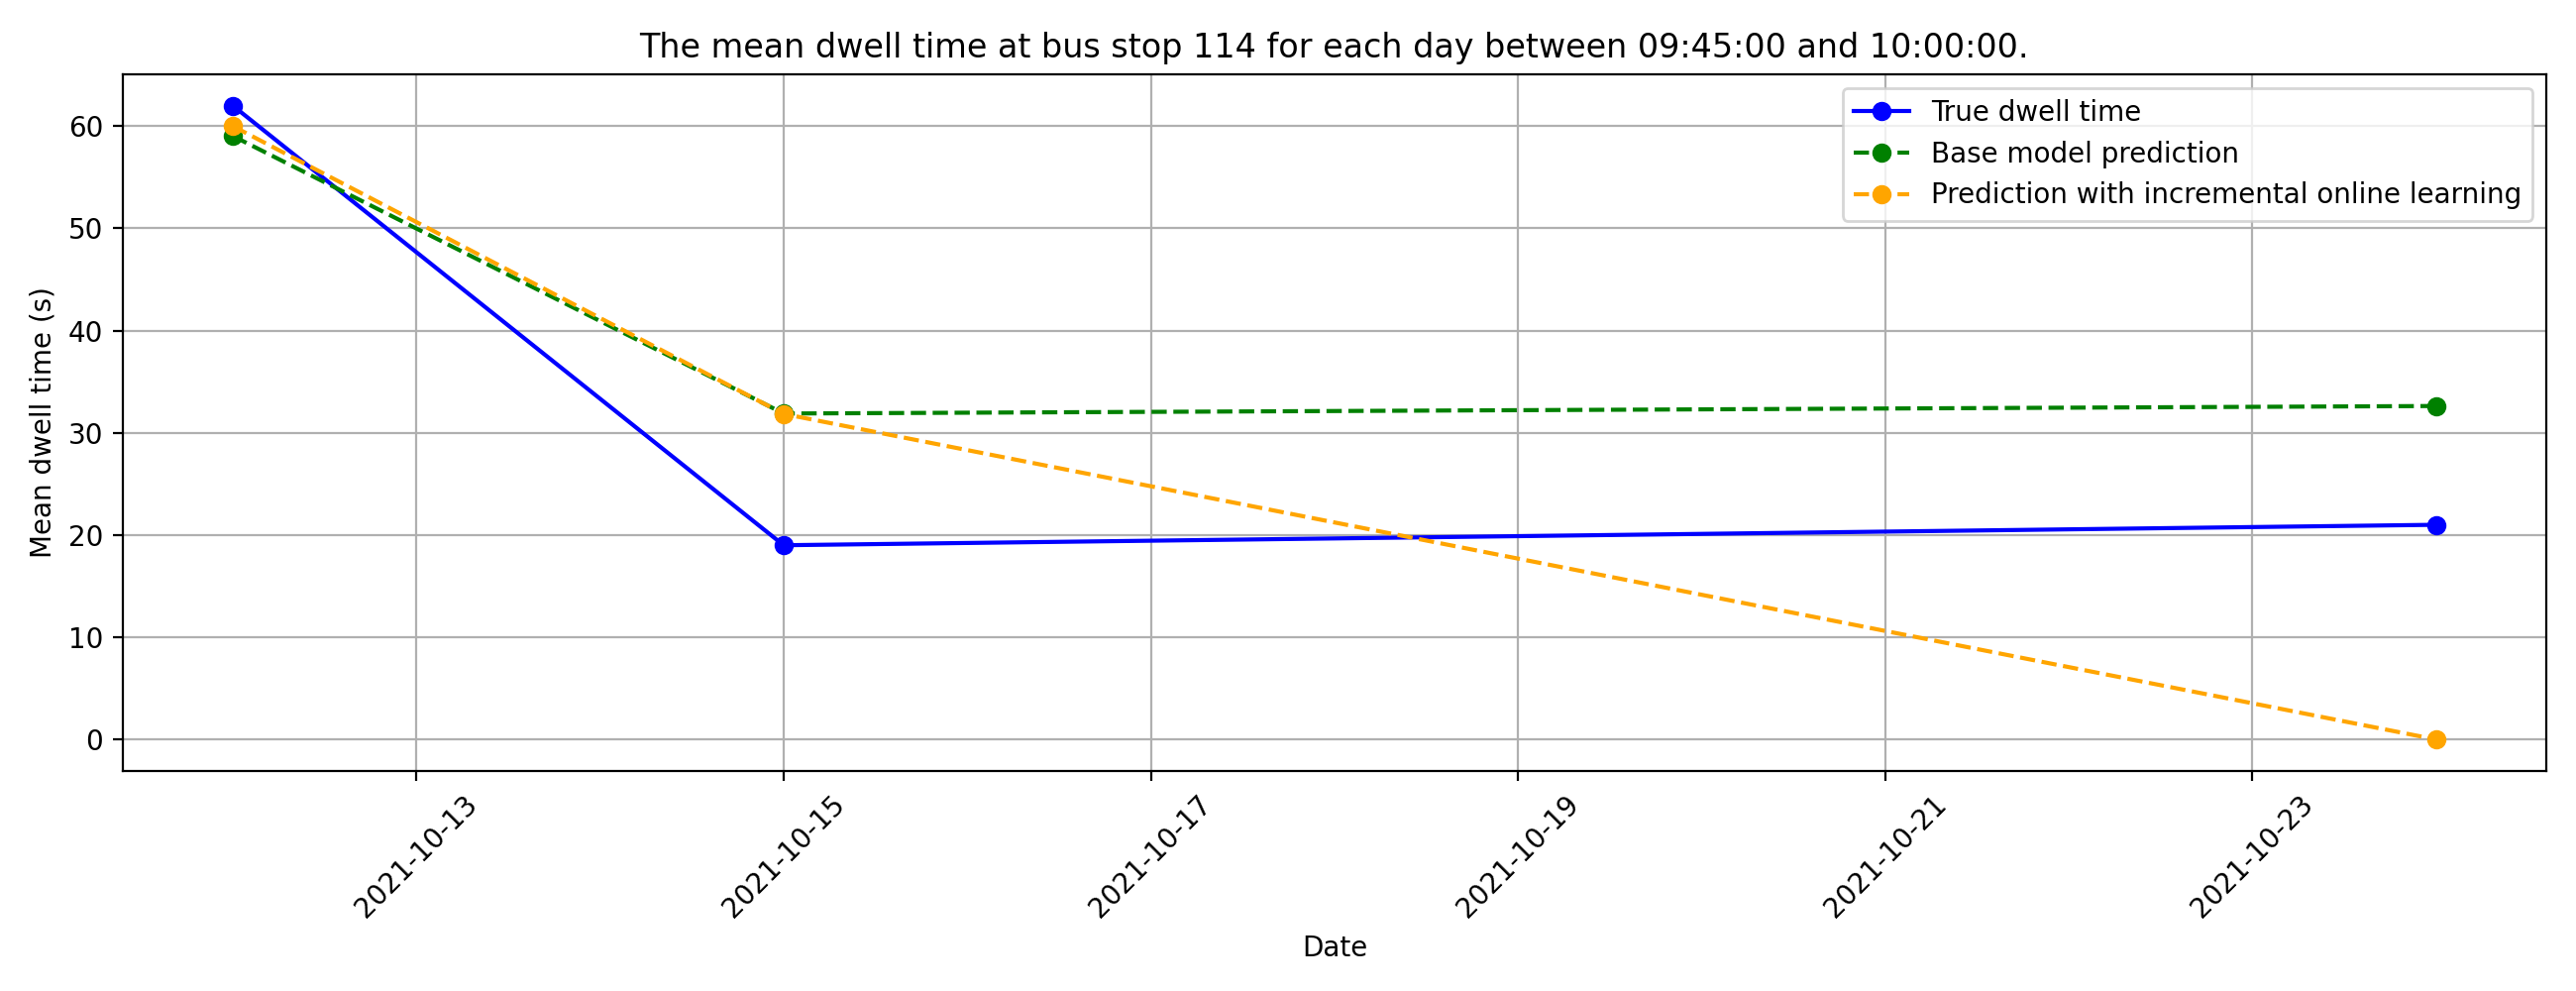 The mean dwell time at bus stop 114 for each day between 09:45:00 and 10:00:00.
True dwell time
Base model prediction
Prediction with incremental online learning
Mean dwell time (s)
60
50
40
30
20
10
0
2021-10-13
2021-10-15
2021-10-17
2021-10-19
2021-10-21
2021-10-23
Date